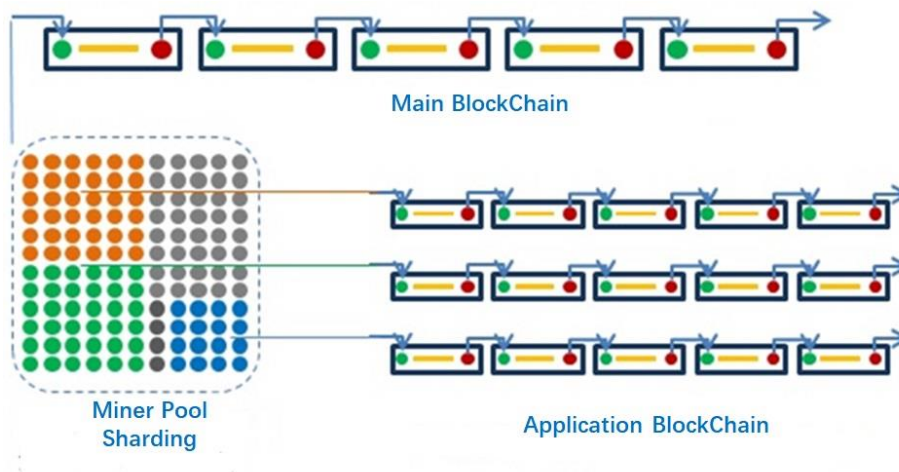 Main BlockChain
Miner Pool
Sharding
Application BlockChain